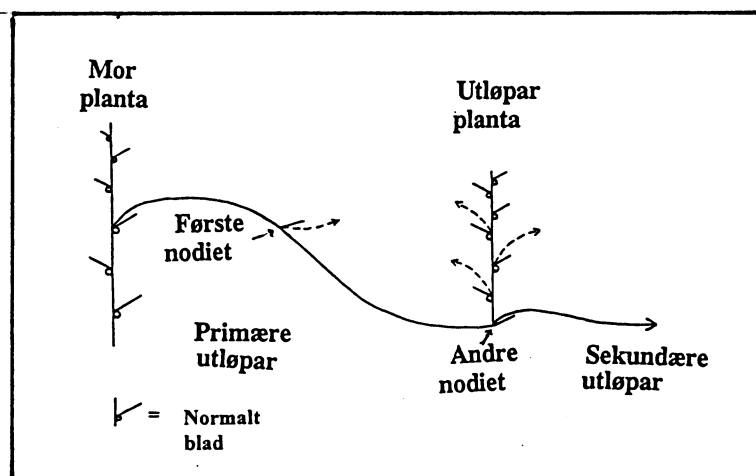 Mor
planta
Utløpar
planta
Første
nodiet
Primære
utløpar
Andre
nodiet
Sekundære
utløpar
= Normalt
blad